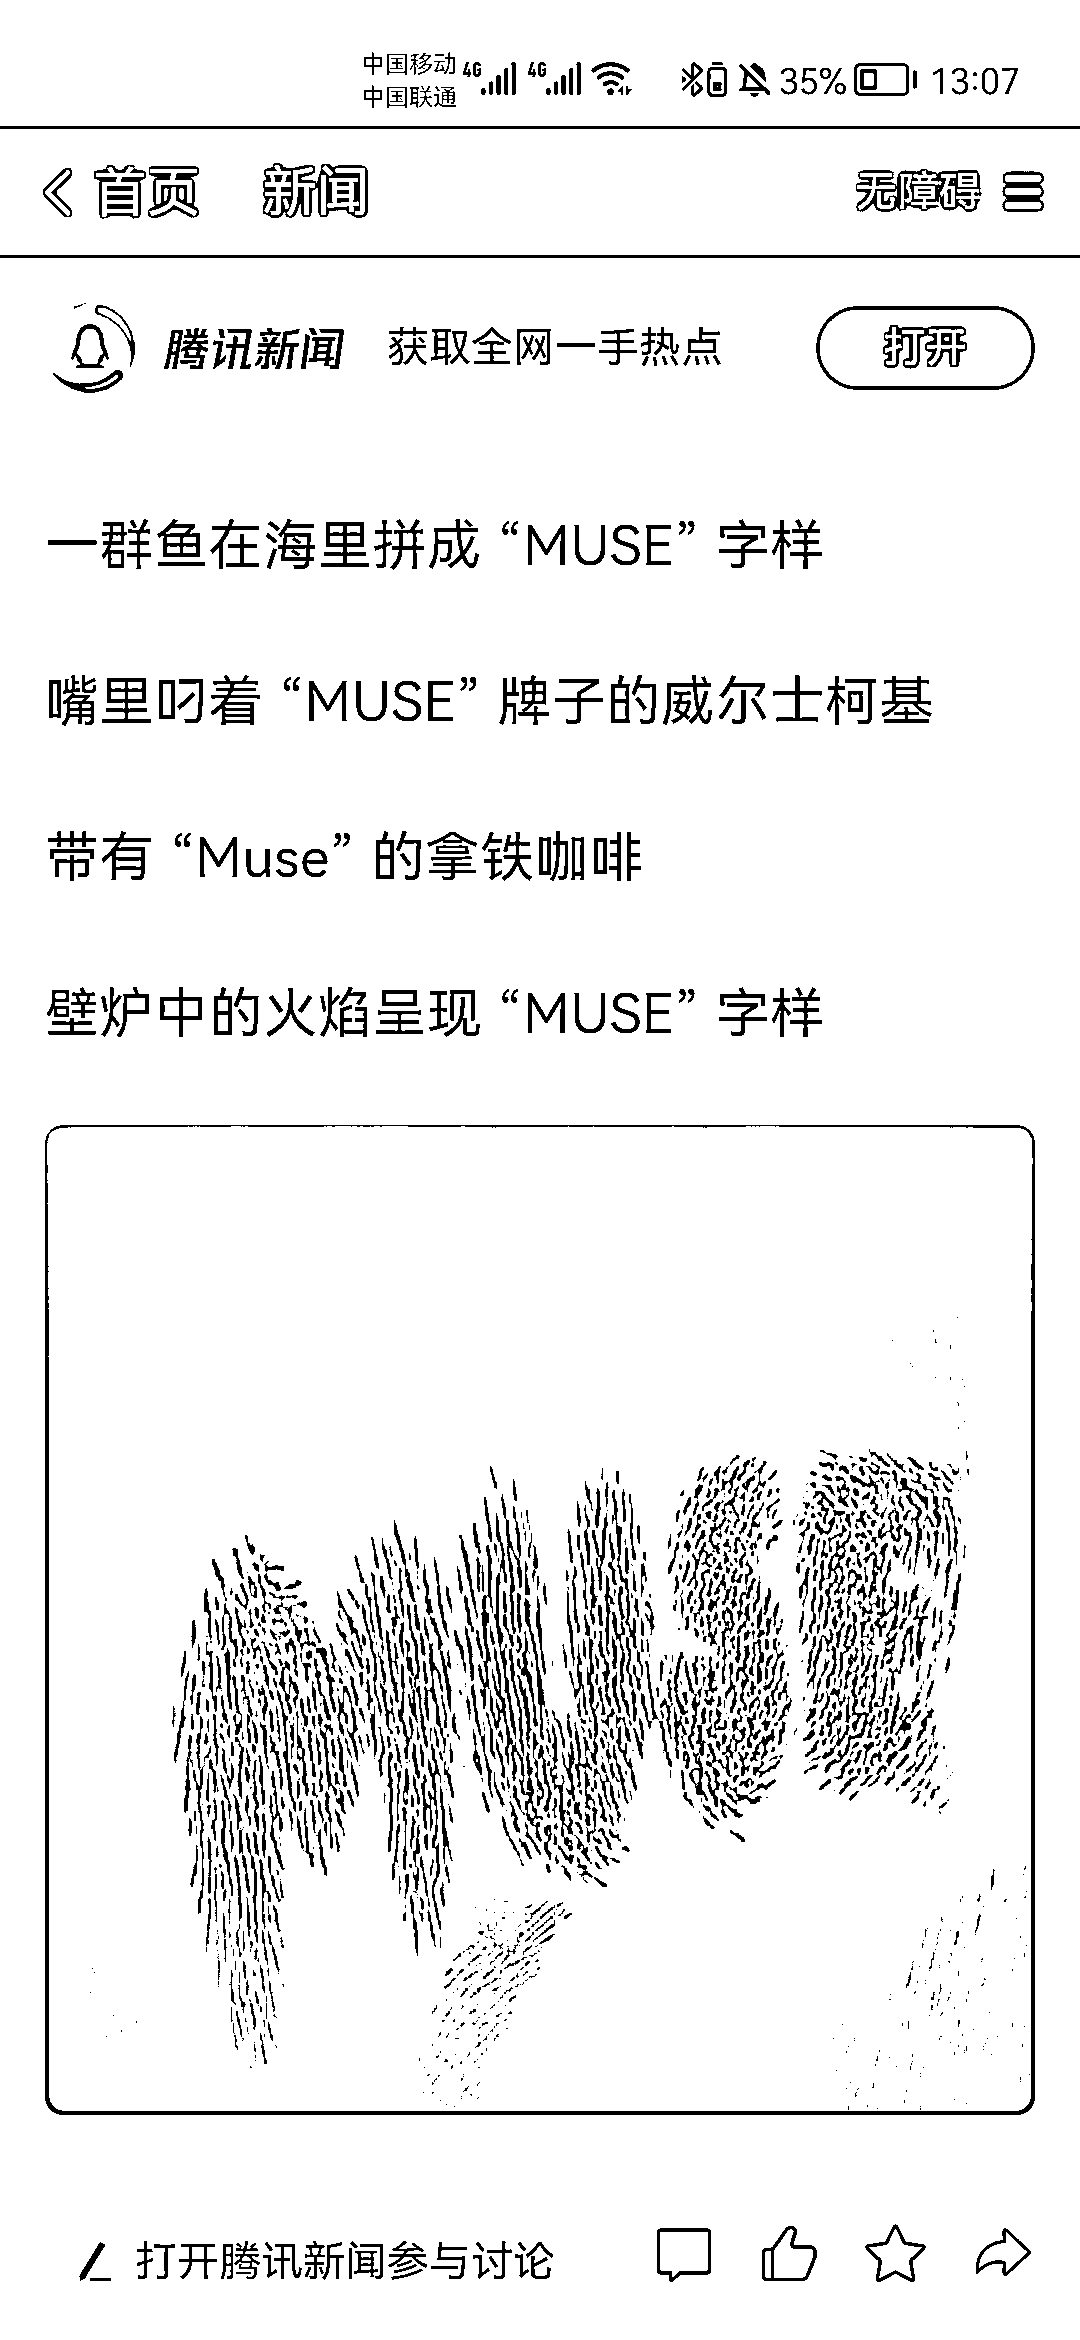 中国移动 4G 4G 35% 13:07
中国联通
首页 新闻 无障碍
腾讯新闻 获取全网一手热点 打开
一群鱼在海里拼成 “MUSE” 字样
嘴里叼着 “MUSE” 牌子的威尔士柯基
带有 “Muse” 的拿铁咖啡
壁炉中的火焰呈现 “MUSE” 字样
MUSE
打开腾讯新闻参与讨论